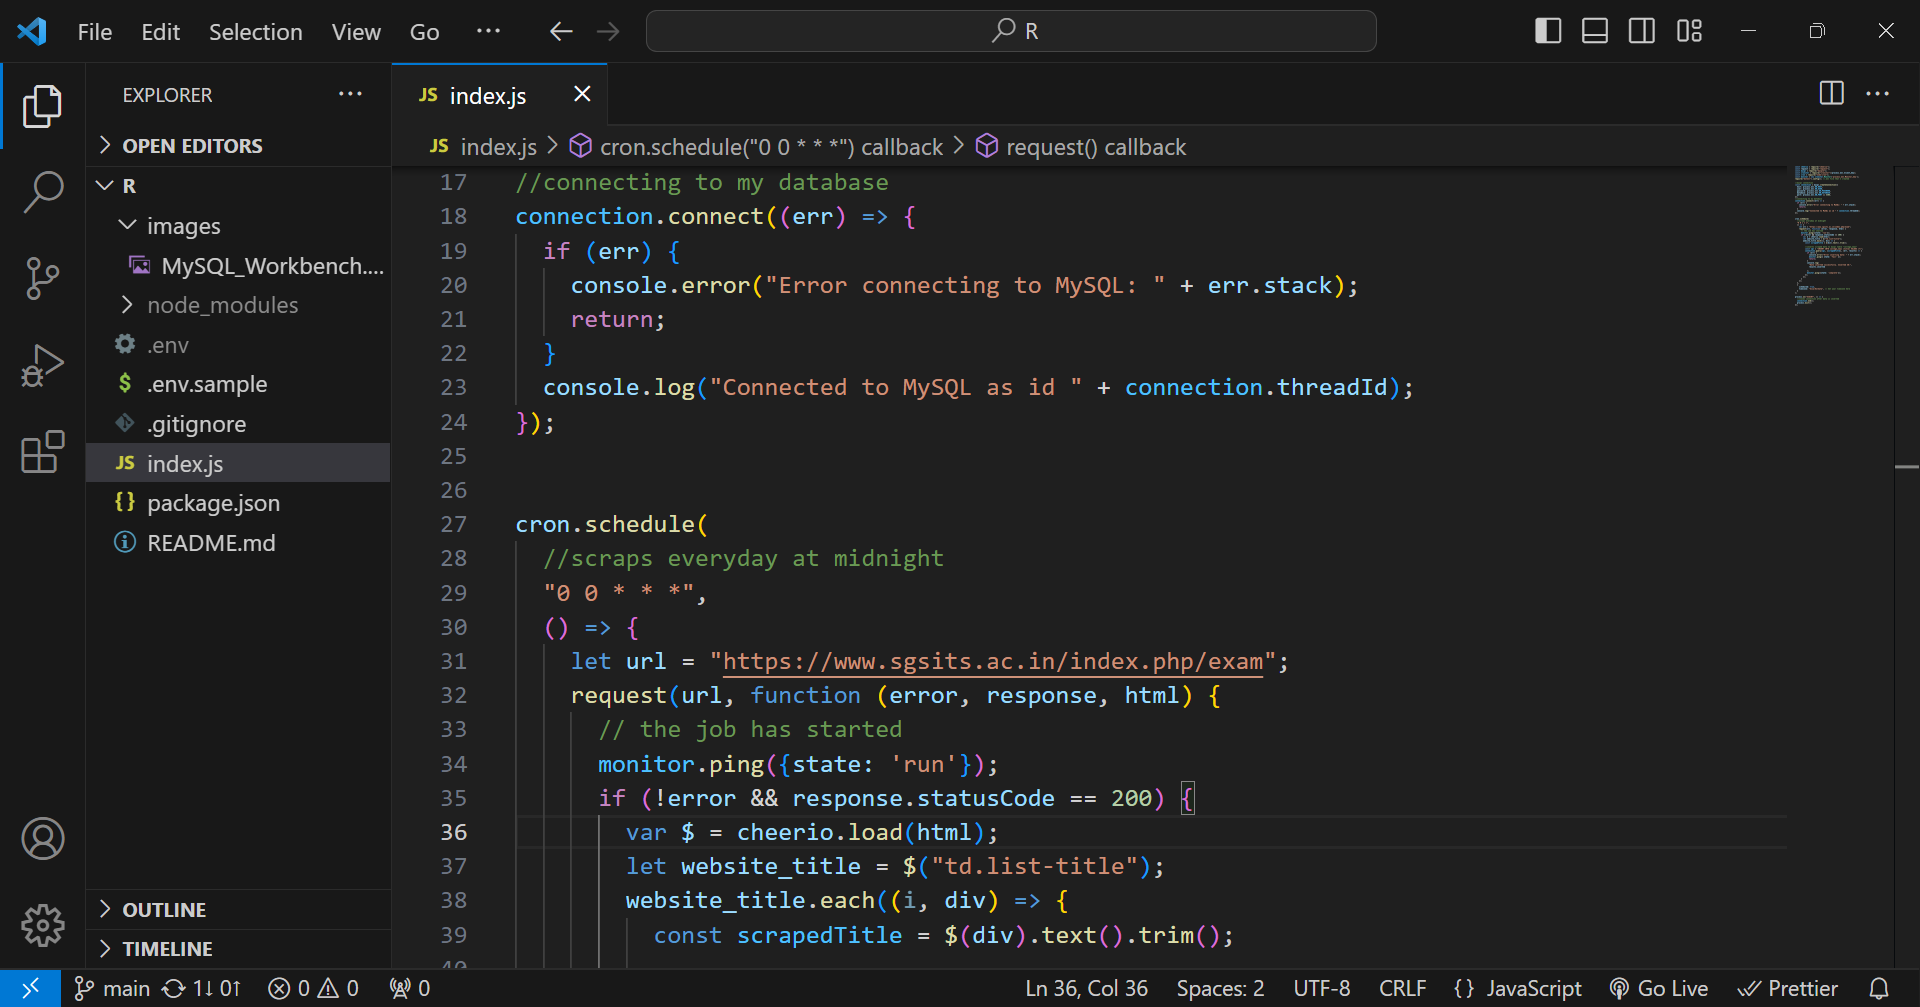 File Edit Selection View Go ··· R
EXPLORER ···
OPEN EDITORS
R
images
MySQL_Workbench....
node_modules
.env
$ .env.sample
.gitignore
JS index.js
{} package.json
README.md
OUTLINE
TIMELINE
JS index.js
JS index.js > cron.schedule("0 0 * * *") callback > request() callback
17 //connecting to my database
18 connection.connect((err) => {
19 if (err) {
20 console.error("Error connecting to MySQL: " + err.stack);
21 return;
22 }
23 console.log("Connected to MySQL as id " + connection.threadId);
24 });
25
26
27 cron.schedule(
28 //scraps everyday at midnight
29 "0 0 * * *",
30 () => {
31 let url = "https://www.sgsits.ac.in/index.php/exam";
32 request(url, function (error, response, html) {
33 // the job has started
34 monitor.ping({state: 'run'});
35 if (!error && response.statusCode == 200) {
36 var $ = cheerio.load(html);
37 let website_title = $("td.list-title");
38 website_title.each((i, div) => {
39 const scrapedTitle = $(div).text().trim();
main 1↓ 0↑ 0 0 0 Ln 36, Col 36 Spaces: 2 UTF-8 CRLF {} JavaScript Go Live Prettier